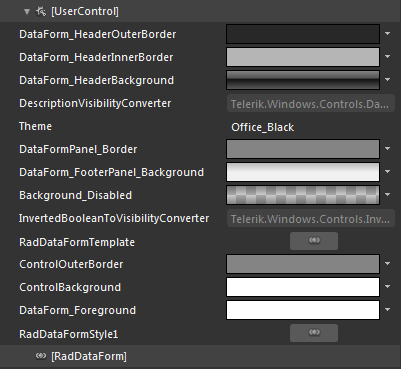 [UserControl]
DataForm_HeaderOuterBorder
DataForm_HeaderInnerBorder
DataForm_HeaderBackground
DescriptionVisibilityConverter Telerik.Windows.Controls.Da...
Theme Office_Black
DataFormPanel_Border
DataForm_FooterPanel_Background
Background_Disabled
InvertedBooleanToVisibilityConverter Telerik.Windows.Controls.Inv...
RadDataFormTemplate
ControlOuterBorder
ControlBackground
DataForm_Foreground
RadDataFormStyle1
[RadDataForm]